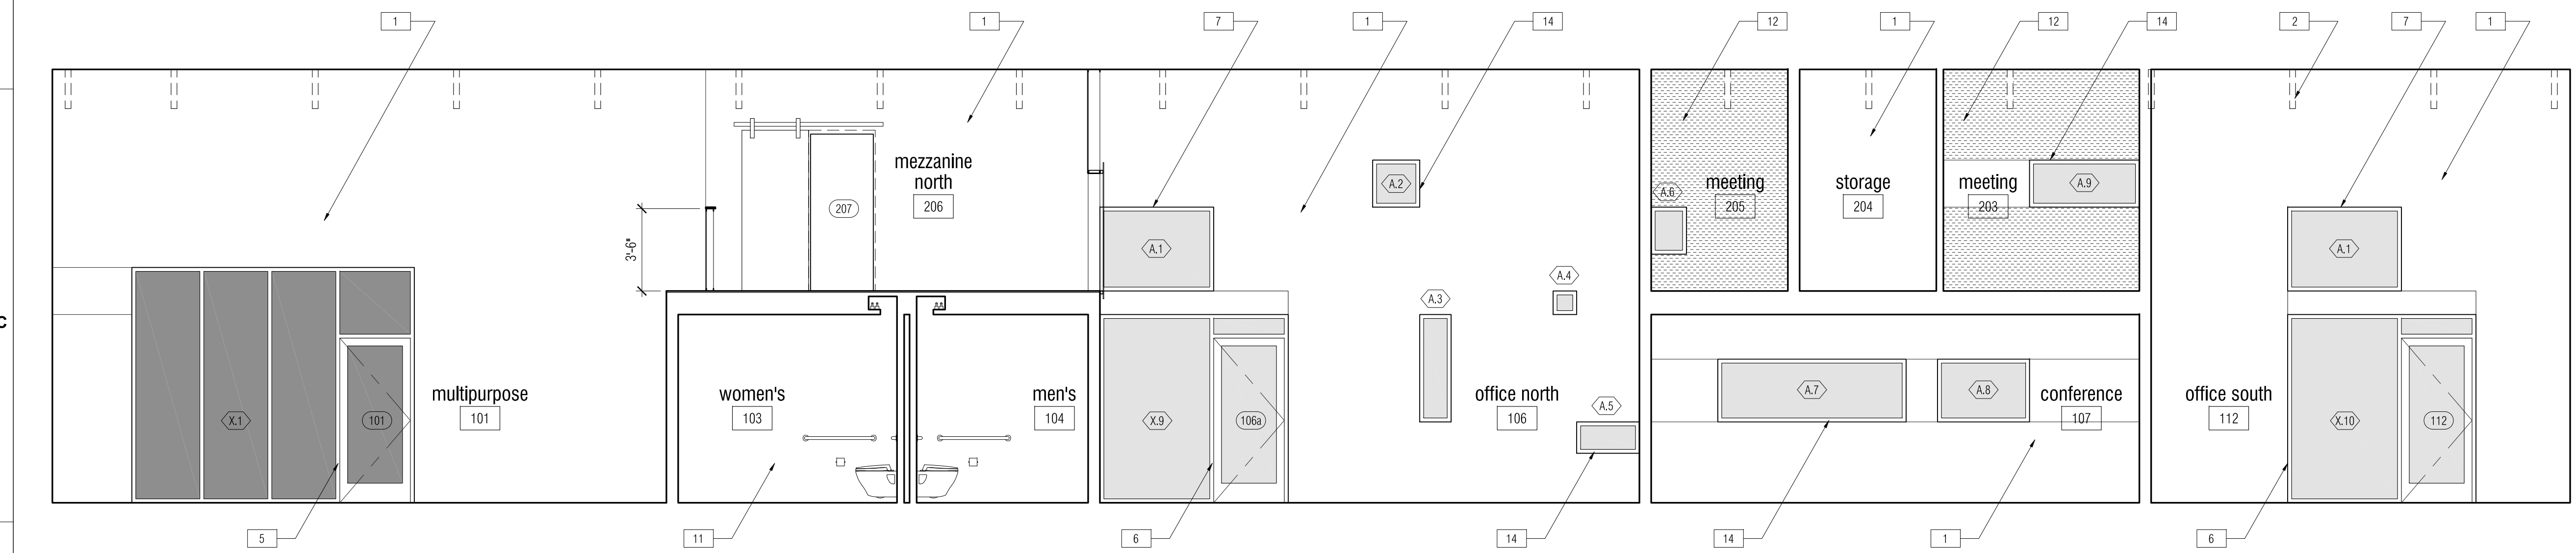 1
1
7
1
14
12
1
12
14
2
7
1
mezzanine
north
206
207
3'-6"
A.1
A.2
A.3
A.4
A.5
A.6
meeting
205
storage
204
meeting
203
A.9
A.1
X.1
101
multipurpose
101
women's
103
men's
104
X.9
106a
office north
106
A.7
A.8
conference
107
office south
112
X.10
112
C
5
11
6
14
14
1
6